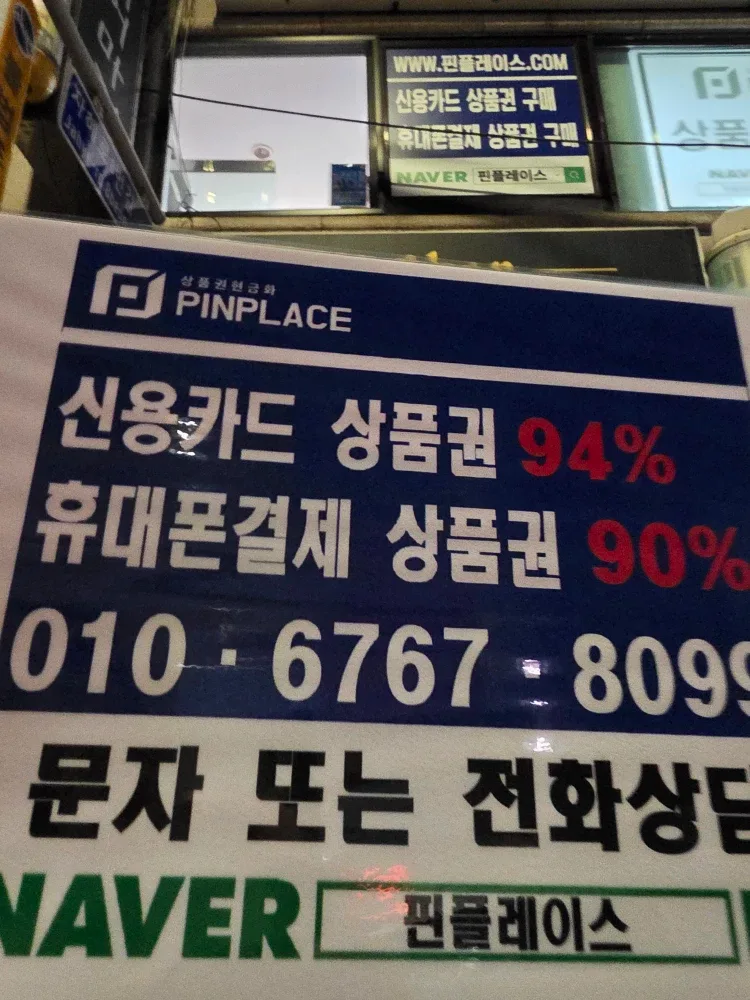 WWW.핀플레이스.COM
신용카드 상품권 구매
휴대폰결제 상품권 구매
NAVER 핀플레이스
상품권현금화
PINPLACE
신용카드 상품권 94%
휴대폰결제 상품권 90%
010 · 6767 · 8099
문자 또는 전화상담
NAVER 핀플레이스